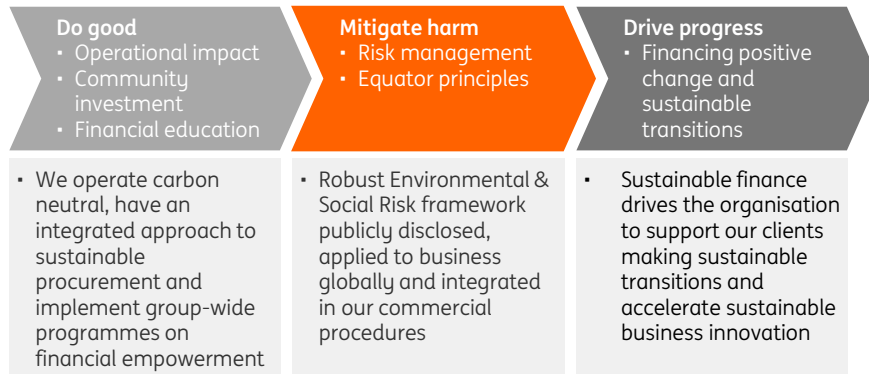 Do good
▪ Operational impact
▪ Community
investment
▪ Financial education
Mitigate harm
▪ Risk management
▪ Equator principles
Drive progress
▪ Financing positive
change and
sustainable
transitions
▪ We operate carbon
neutral, have an
integrated approach to
sustainable
procurement and
implement group-wide
programmes on
financial empowerment
▪ Robust Environmental &
Social Risk framework
publicly disclosed,
applied to business
globally and integrated
in our commercial
procedures
▪ Sustainable finance
drives the organisation
to support our clients
making sustainable
transitions and
accelerate sustainable
business innovation